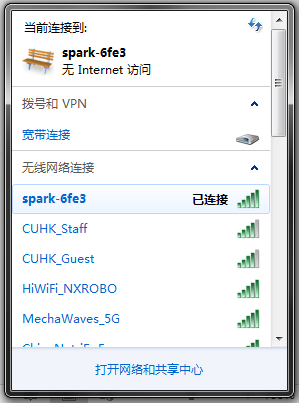 当前连接到:
spark-6fe3
无 Internet 访问
拨号和 VPN
宽带连接
无线网络连接
spark-6fe3 已连接
CUHK_Staff
CUHK_Guest
HiWiFi_NXROBO
MechaWaves_5G
打开网络和共享中心